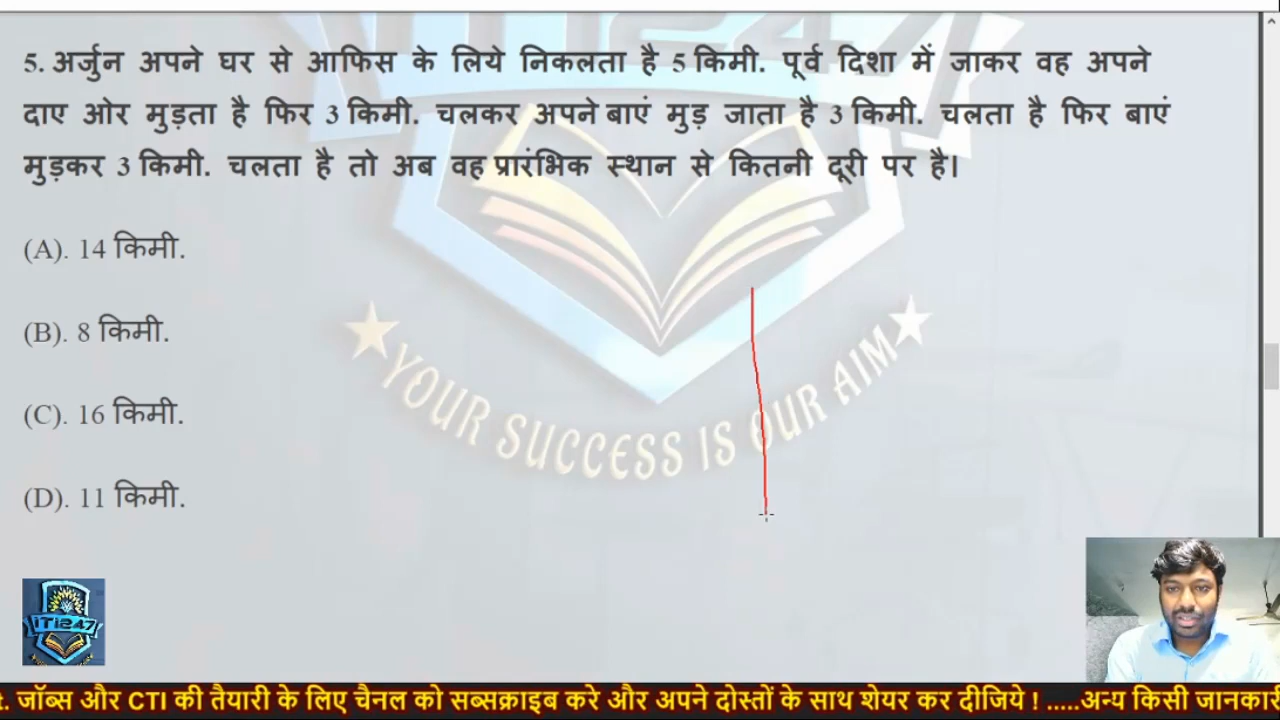 5. अर्जुन अपने घर से आफिस के लिये निकलता है 5 किमी. पूर्व दिशा में जाकर वह अपने
दाए ओर मुड़ता है फिर 3 किमी. चलकर अपने बाएं मुड़ जाता है 3 किमी. चलता है फिर बाएं
मुड़कर 3 किमी. चलता है तो अब वह प्रारंभिक स्थान से कितनी दूरी पर है।
(A). 14 किमी.
(B). 8 किमी.
(C). 16 किमी.
(D). 11 किमी.
YOUR SUCCESS IS OUR AIM
ITI247
जॉब्स और CTI की तैयारी के लिए चैनल को सब्सक्राइब करे और अपने दोस्तों के साथ शेयर कर दीजिये ! .....अन्य किसी जानकारी